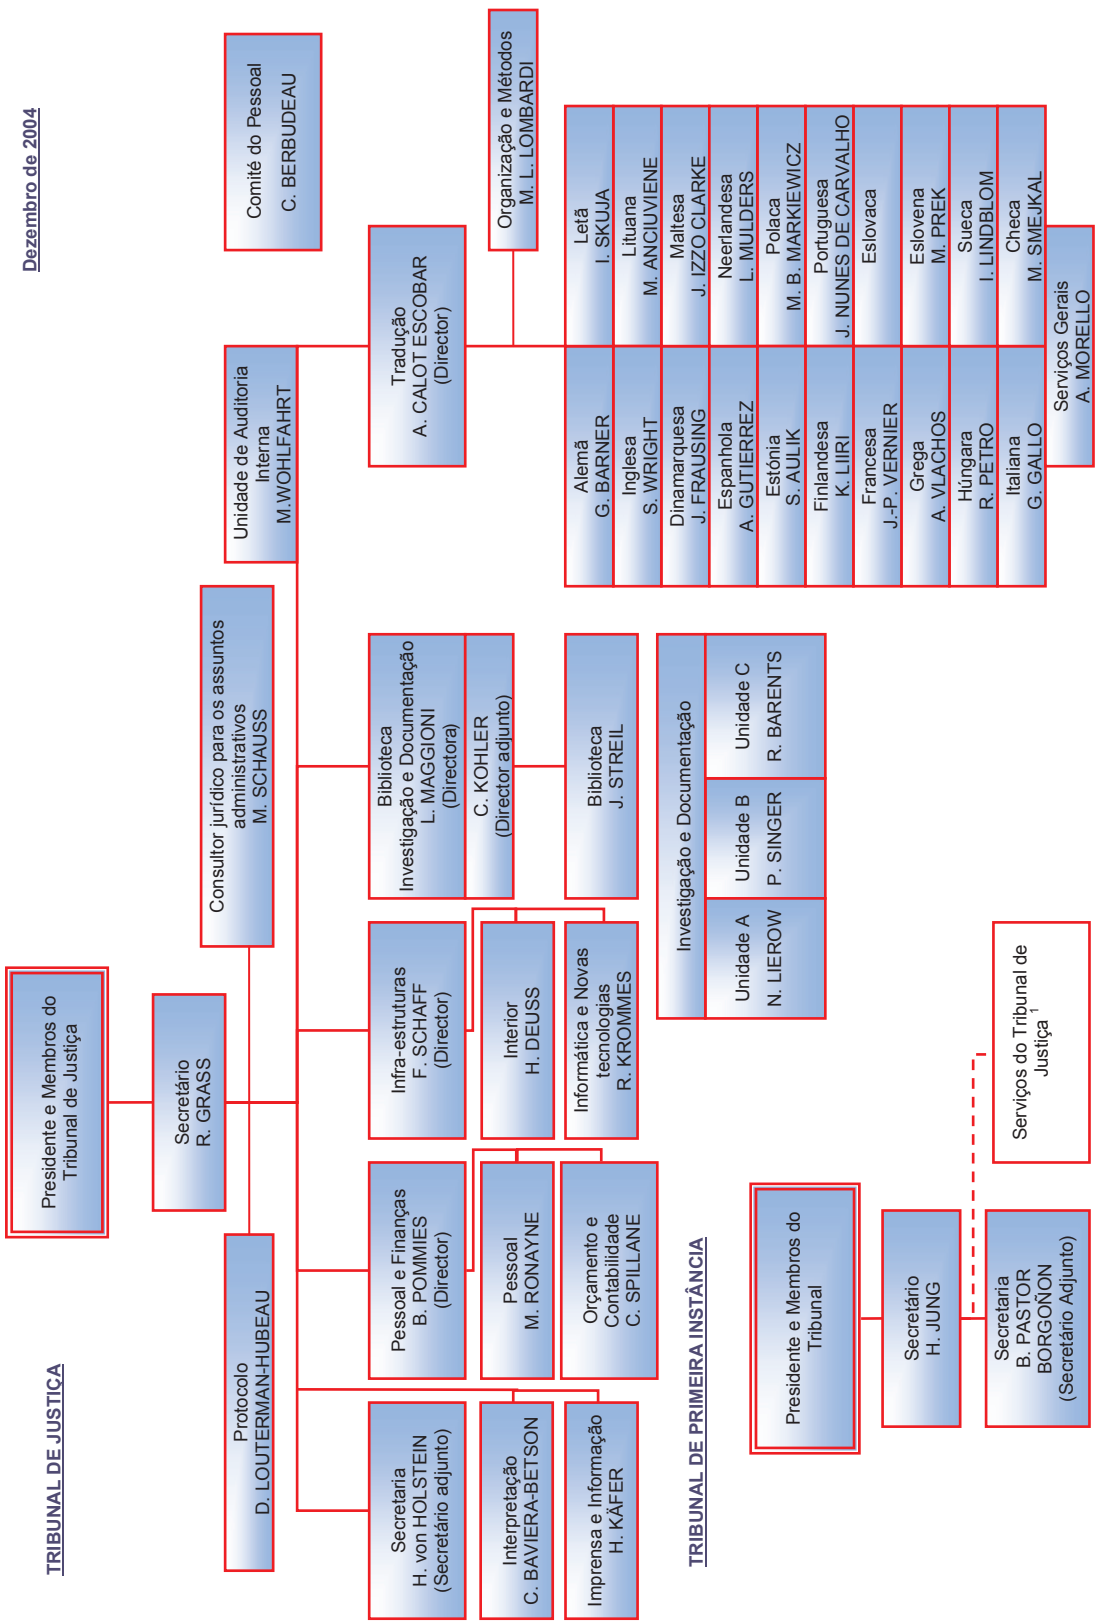 Dezembro de 2004
TRIBUNAL DE JUSTIÇA
Presidente e Membros do
Tribunal de Justiça
Secretário
R. GRASS
Protocolo
D. LOUTERMAN-HUBEAU
Consultor jurídico para os assuntos
administrativos
M. SCHAUSS
Unidade de Auditoria
Interna
M.WOHLFAHRT
Comité do Pessoal
C. BERBUDEAU
Secretaria
H. von HOLSTEIN
(Secretário adjunto)
Interpretação
C. BAVIERA-BETSON
Imprensa e Informação
H. KÄFER
Pessoal e Finanças
B. POMMIES
(Director)
Pessoal
M. RONAYNE
Orçamento e
Contabilidade
C. SPILLANE
Infra-estruturas
F. SCHAFF
(Director)
Interior
H. DEUSS
Informática e Novas
tecnologias
R. KROMMES
Biblioteca
Investigação e Documentação
L. MAGGIONI
(Directora)
C. KOHLER
(Director adjunto)
Biblioteca
J. STREIL
Investigação e Documentação
Unidade A
N. LIEROW
Unidade B
P. SINGER
Unidade C
R. BARENTS
Tradução
A. CALOT ESCOBAR
(Director)
Organização e Métodos
M. L. LOMBARDI
Alemã
G. BARNER
Letã
I. SKUJA
Inglesa
S. WRIGHT
Lituana
M. ANCIUVIENE
Dinamarquesa
J. FRAUSING
Maltesa
J. IZZO CLARKE
Espanhola
A. GUTIERREZ
Nerlandesa
L. MULDERS
Estónia
S. AULIK
Polaca
M. B. MARKIEWICZ
Finlandesa
K. LIIRI
Portuguesa
J. NUNES DE CARVALHO
Francesa
J.-P. VERNIER
Eslovaca
Grega
A. VLACHOS
Eslovena
M. PREK
Húngara
R. PETRO
Sueca
I. LINDBLOM
Italiana
G. GALLO
Checa
M. SMEJKAL
Serviços Gerais
A. MORELLO
TRIBUNAL DE PRIMEIRA INSTÂNCIA
Presidente e Membros do
Tribunal
Secretário
H. JUNG
Secretaria
B. PASTOR
BORGOÑON
(Secretário Adjunto)
Serviços do Tribunal de
Justiça 1